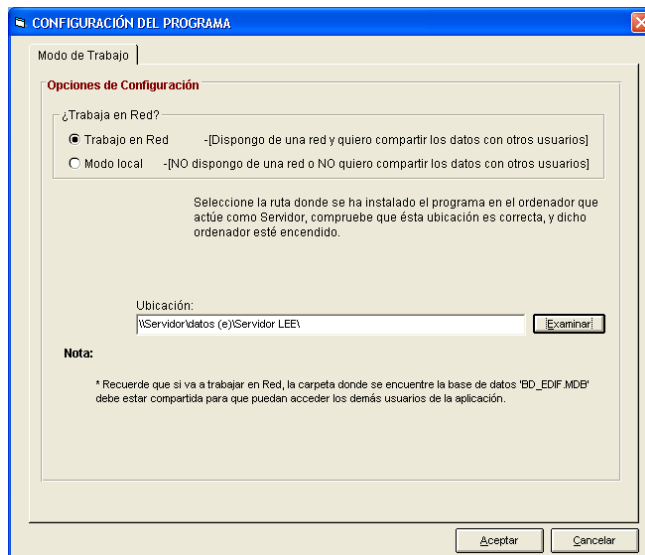 CONFIGURACIÓN DEL PROGRAMA
Modo de Trabajo
Opciones de Configuración
¿Trabaja en Red?
Trabajo en Red -[Dispongo de una red y quiero compartir los datos con otros usuarios]
Modo local -[NO dispongo de una red o NO quiero compartir los datos con otros usuarios]
Seleccione la ruta donde se ha instalado el programa en el ordenador que
actúe como Servidor, compruebe que ésta ubicación es correcta, y dicho
ordenador esté encendido.
Ubicación:
\\Servidor\datos (e)\Servidor LEE\
Examinar
Nota:
* Recuerde que si va a trabajar en Red, la carpeta donde se encuentre la base de datos 'BD_EDIF.MDB'
debe estar compartida para que puedan acceder los demás usuarios de la aplicación.
Aceptar
Cancelar